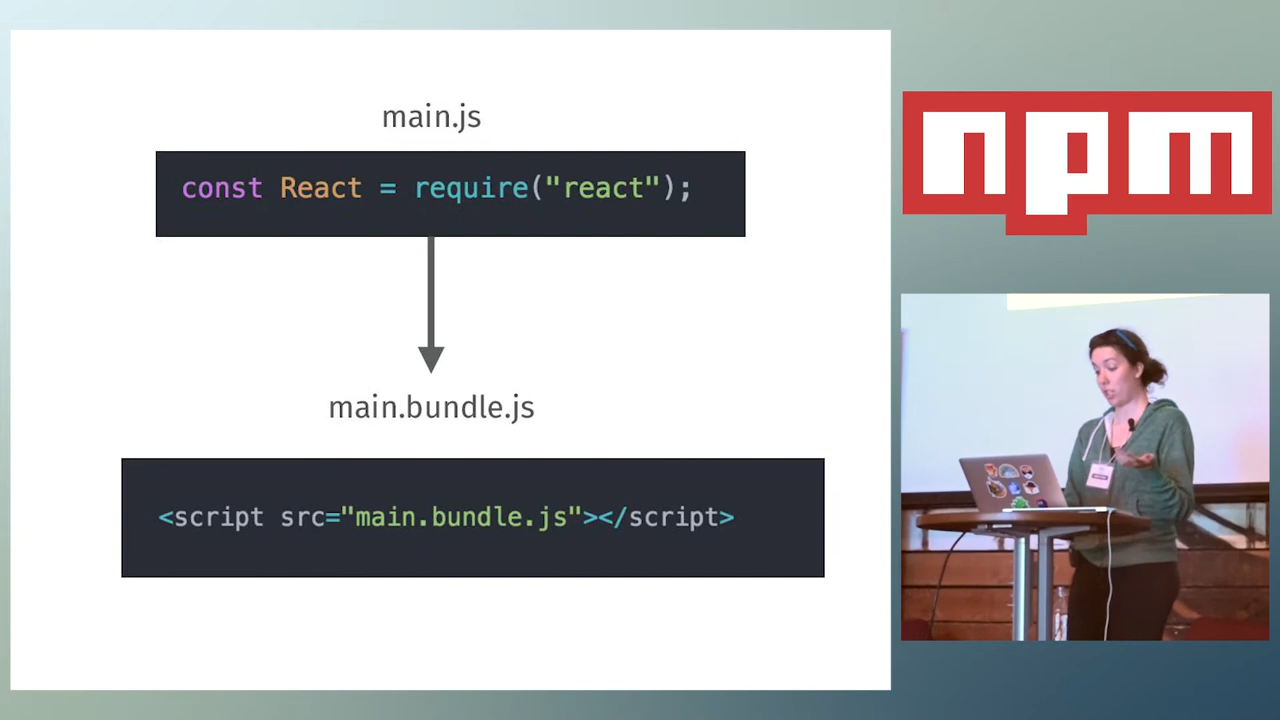 main.js
const React = require("react");
main.bundle.js
<script src="main.bundle.js"></script>
npm